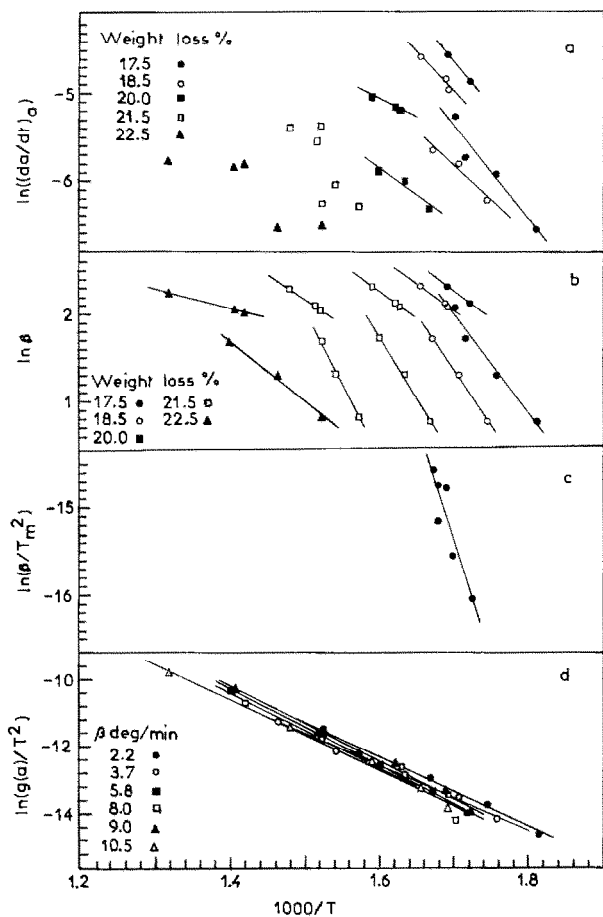 Weight loss %
17.5
18.5
20.0
21.5
22.5
a
-5
-6
ln((da/dt)a)
b
2
1
ln β
Weight loss %
17.5 21.5
18.5 22.5
20.0
c
-15
-16
ln(β/Tm²)
d
-10
-12
-14
ln(g(a)/T²)
β deg/min
2.2
3.7
5.8
8.0
9.0
10.5
1.2 1.4 1.6 1.8
1000/T